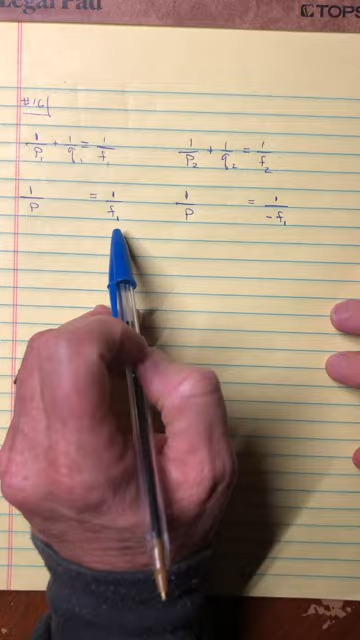 Legal Pad
TOPS
#16
1/P₁ + 1/q₁ = 1/f₁
1/P₂ + 1/q₂ = 1/f₂
1/P = 1/f₁
1/P = 1/-f₁